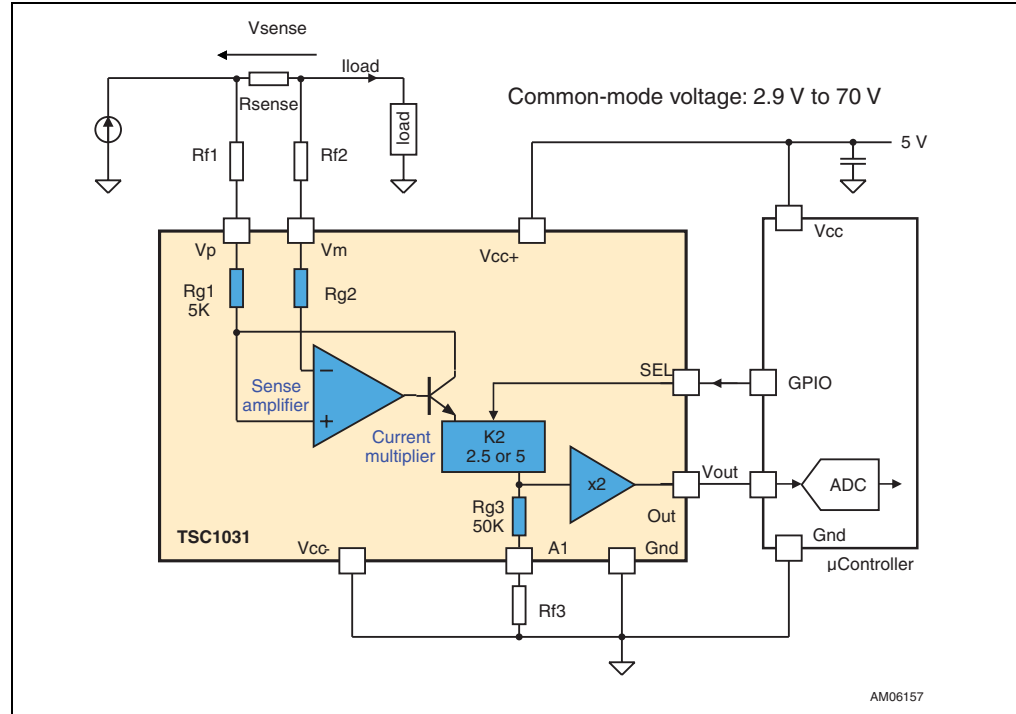 Vsense
Iload
Rsense
load
Common-mode voltage: 2.9 V to 70 V
5 V
Rf1
Rf2
Vp
Vm
Vcc+
Vcc
Rg1
5K
Rg2
SEL
GPIO
Sense
amplifier
Current
multiplier
K2
2.5 or 5
x2
Vout
ADC
Rg3
50K
Out
TSC1031
Vcc-
A1
Gnd
Gnd
µController
Rf3
AM06157